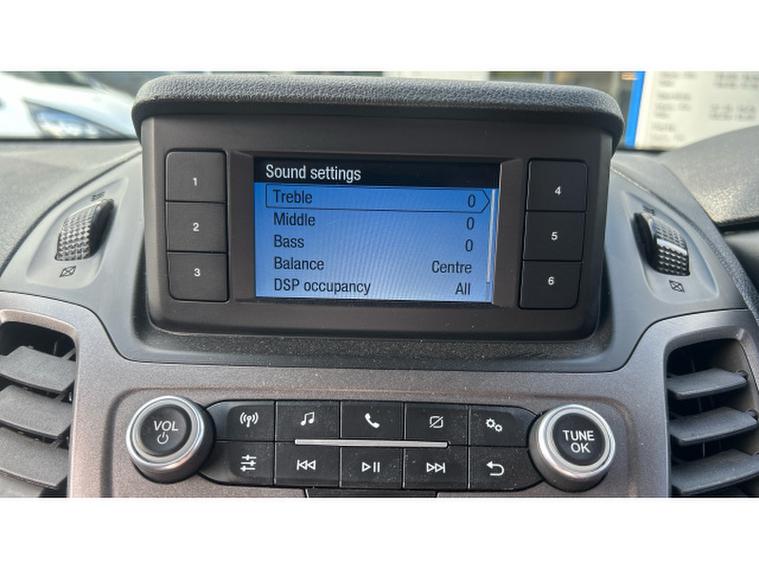 Sound settings
Treble 0
Middle 0
Bass 0
Balance Centre
DSP occupancy All
1
2
3
4
5
6
VOL
TUNE
OK